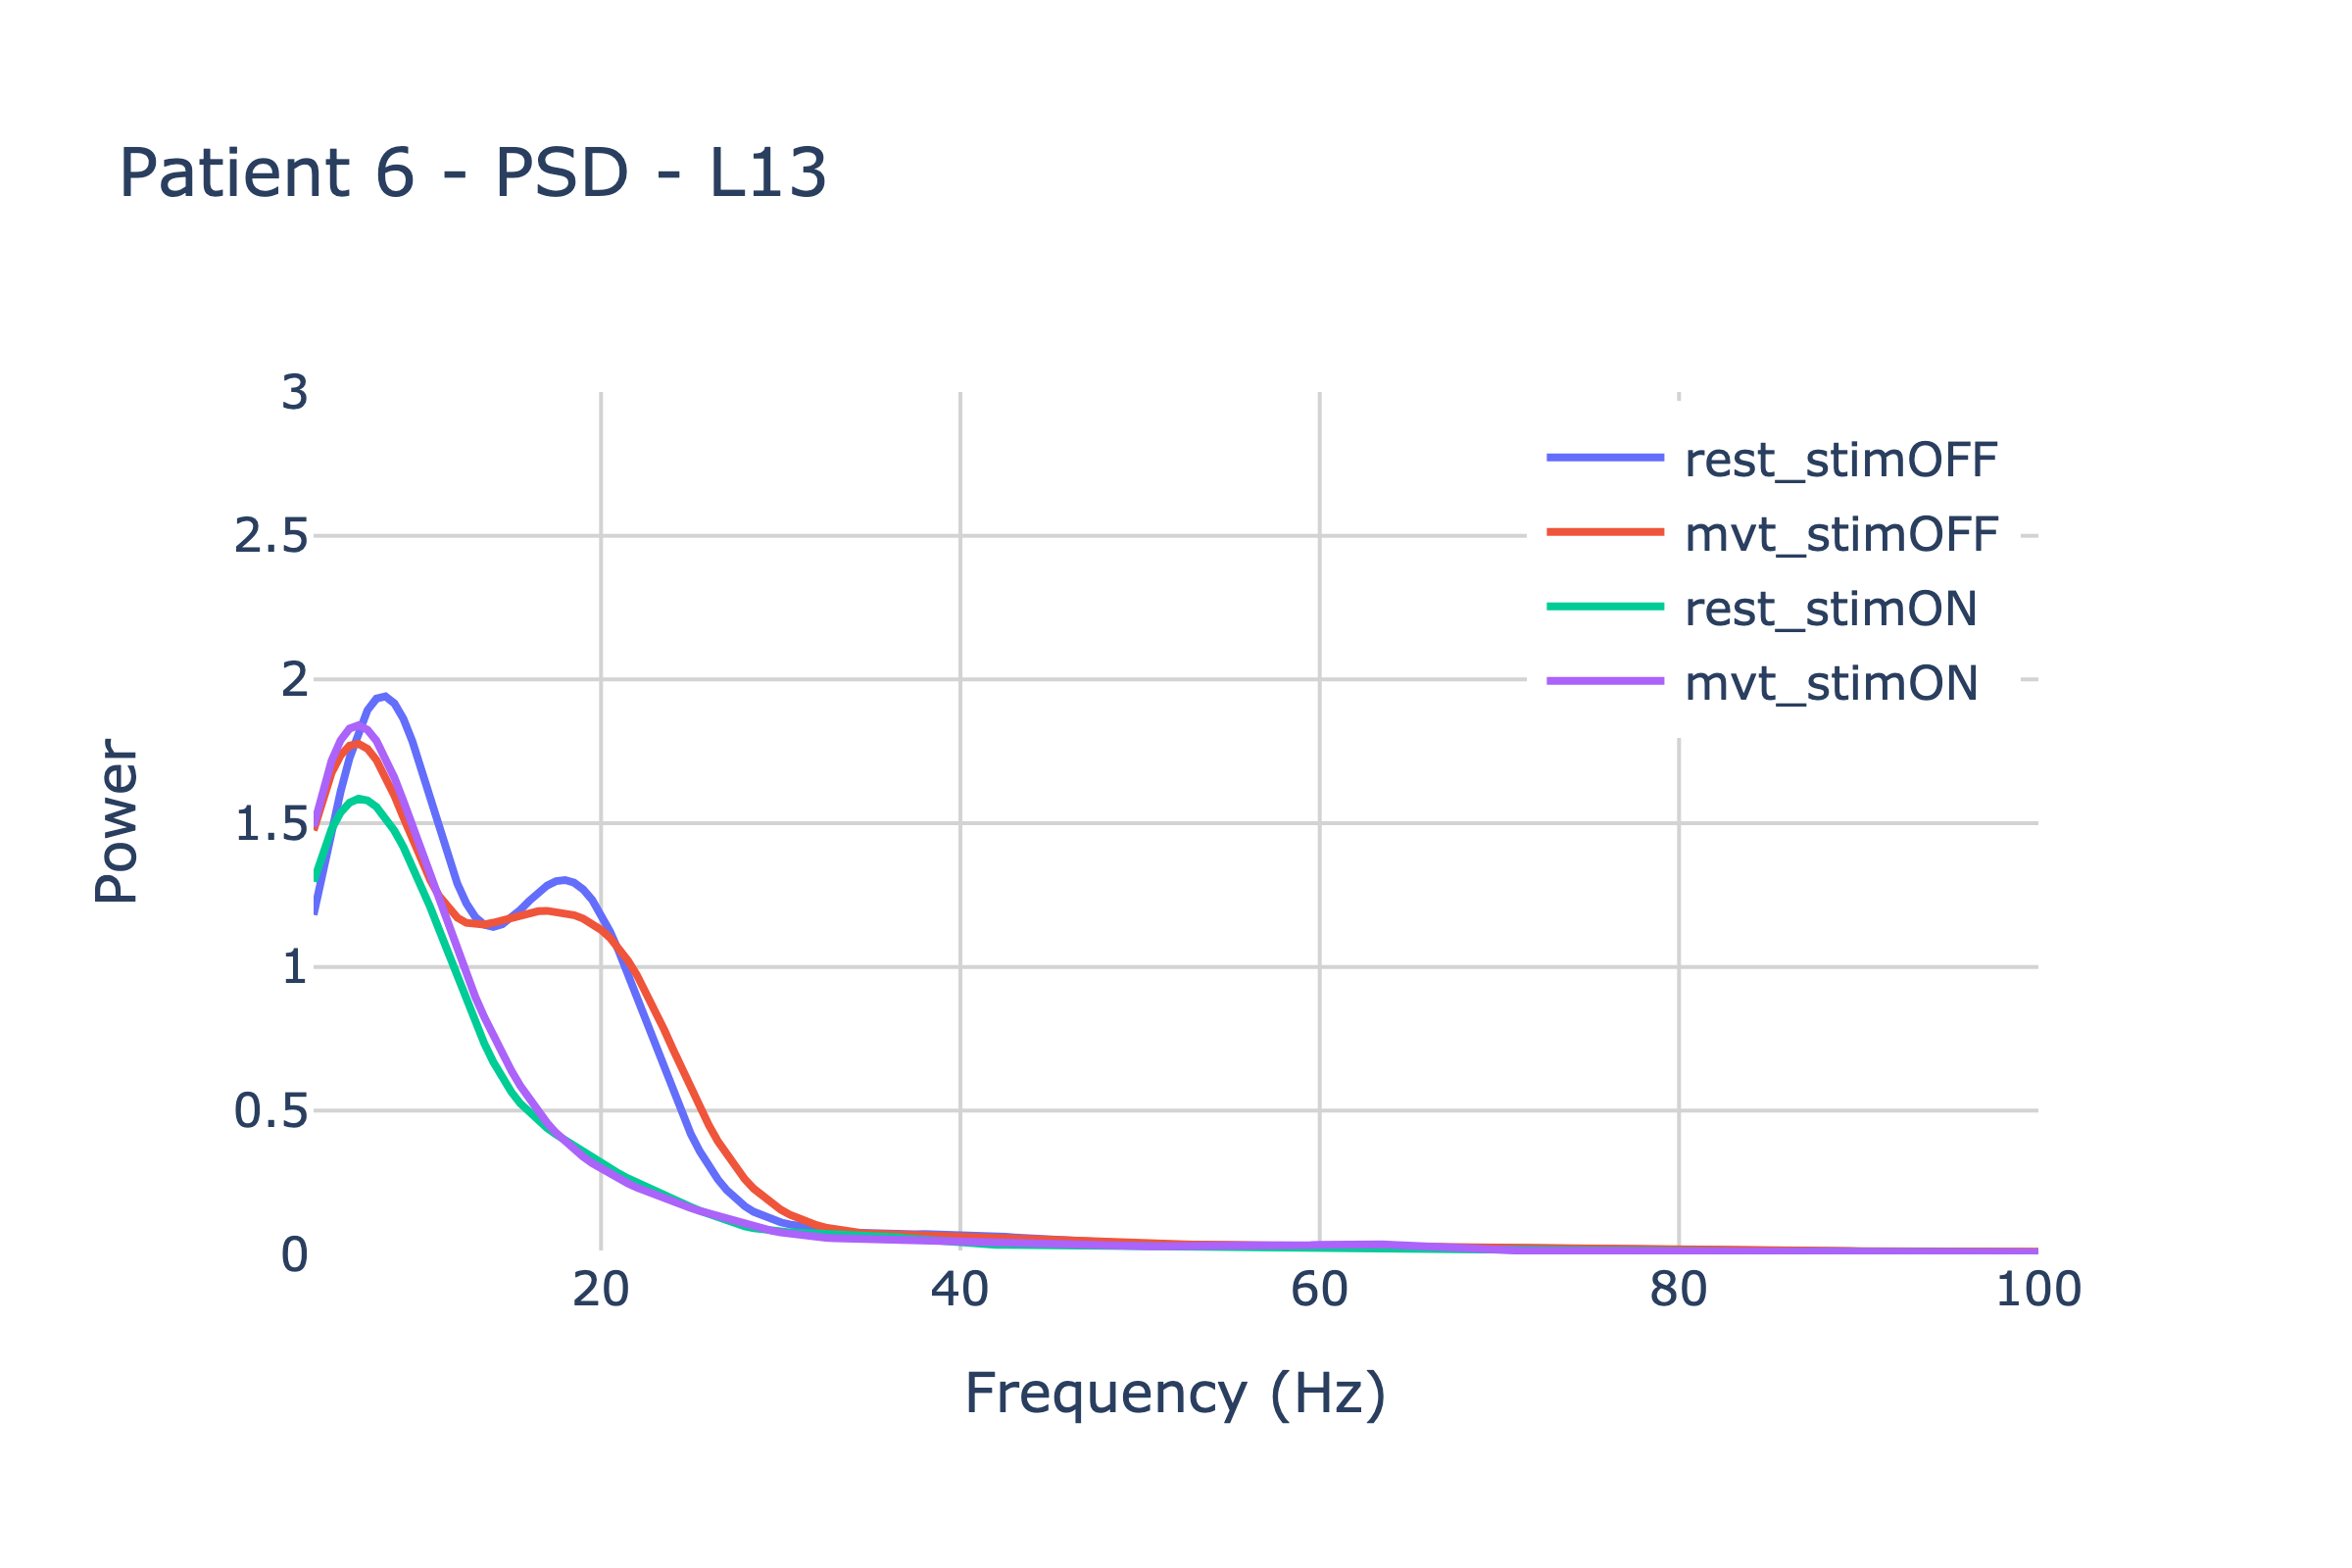 Patient 6 - PSD - L13
3
2.5
2
1.5
1
0.5
0
Power
rest_stimOFF
mvt_stimOFF
rest_stimON
mvt_stimON
20 40 60 80 100
Frequency (Hz)